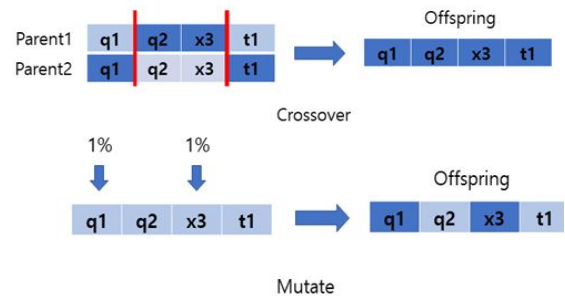 Offspring
Parent1 q1 q2 x3 t1
Parent2 q1 q2 x3 t1
q1 q2 x3 t1
Crossover
1% 1%
Offspring
q1 q2 x3 t1
q1 q2 x3 t1
Mutate